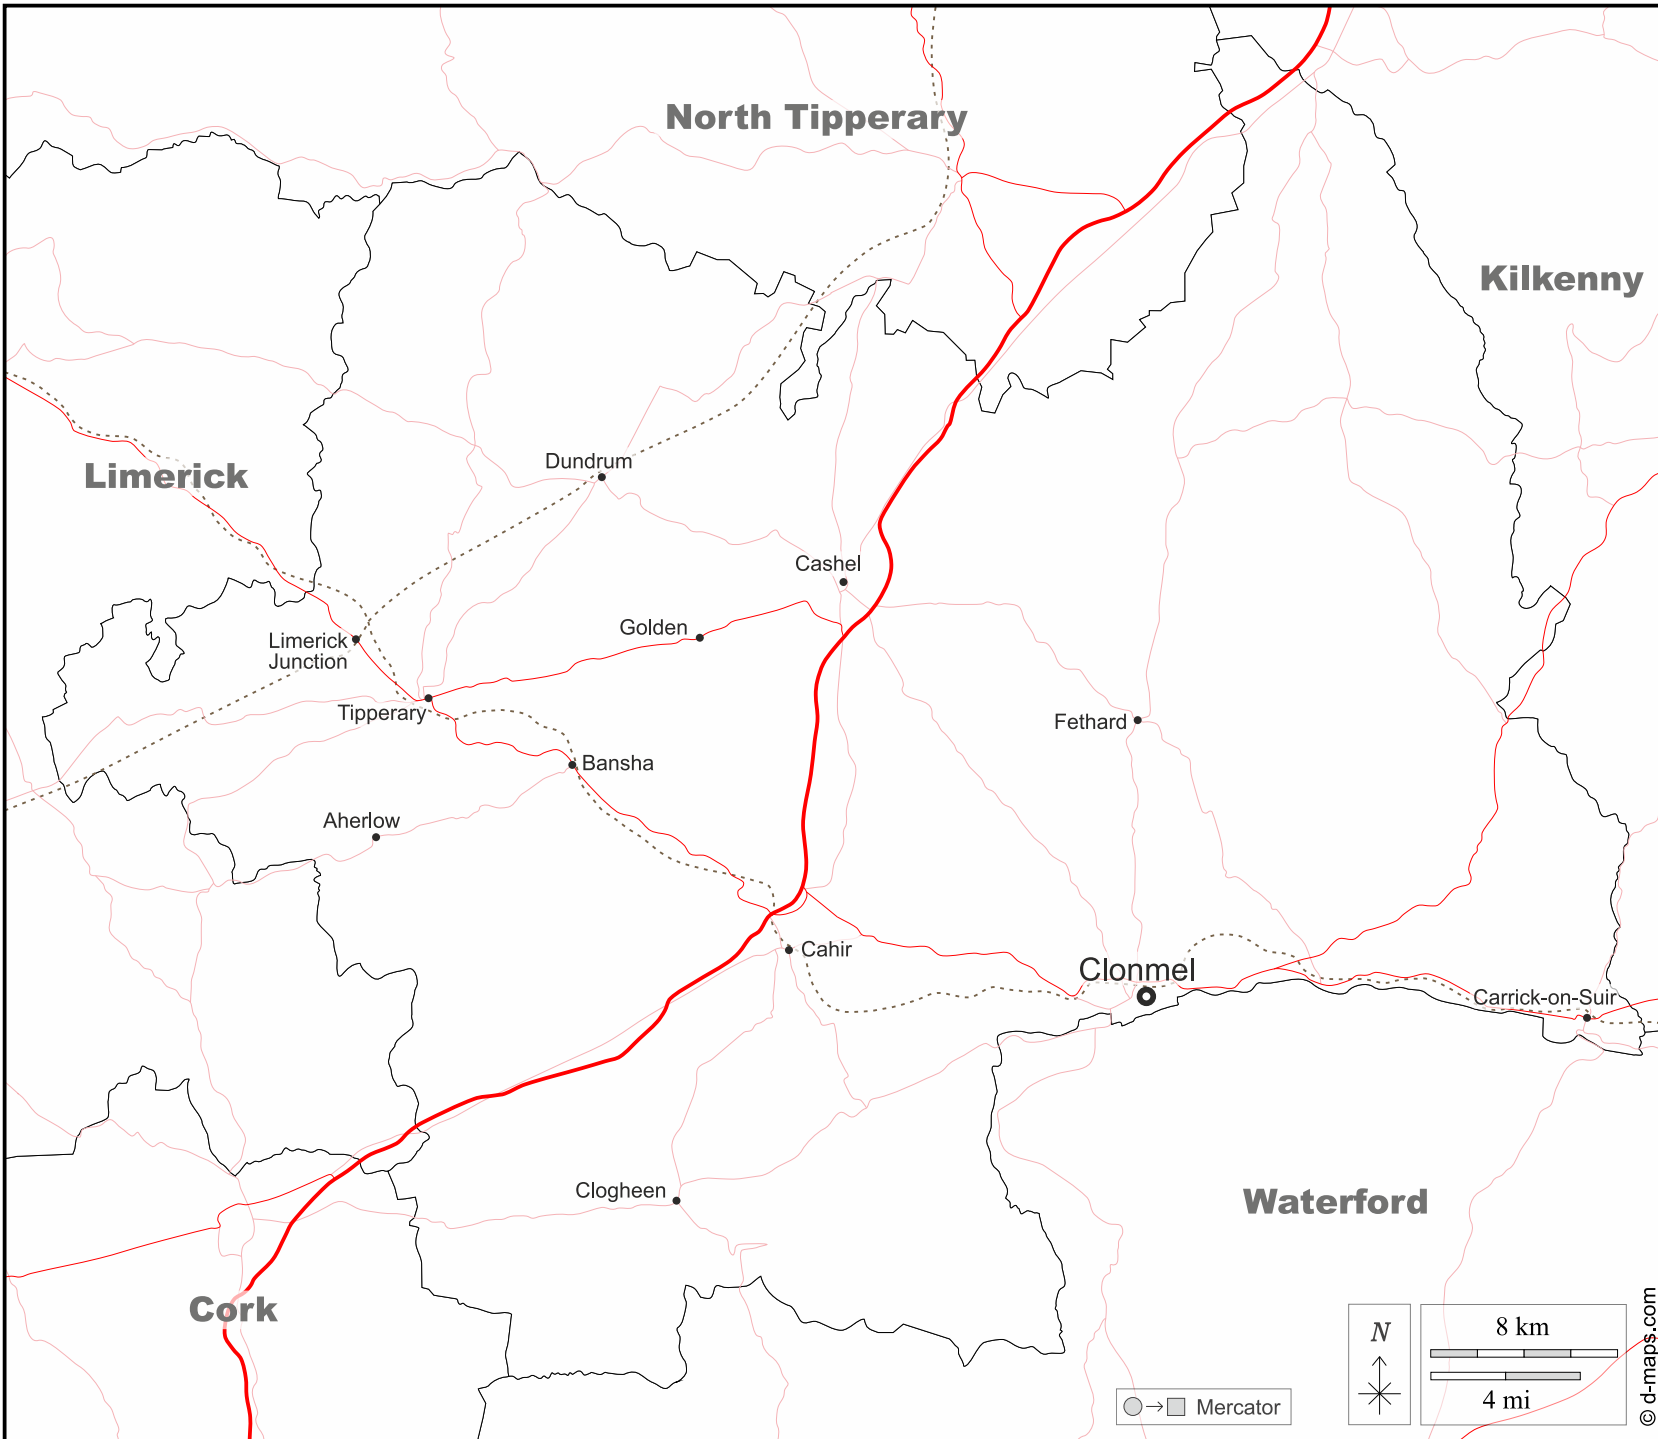 North Tipperary
Kilkenny
Limerick
Dundrum
Cashel
Golden
Limerick
Junction
Tipperary
Fethard
Bansha
Aherlow
Cahir
Clonmel
Carrick-on-Suir
Clogheen
Waterford
Cork
N
8 km
4 mi
Mercator
© d-maps.com